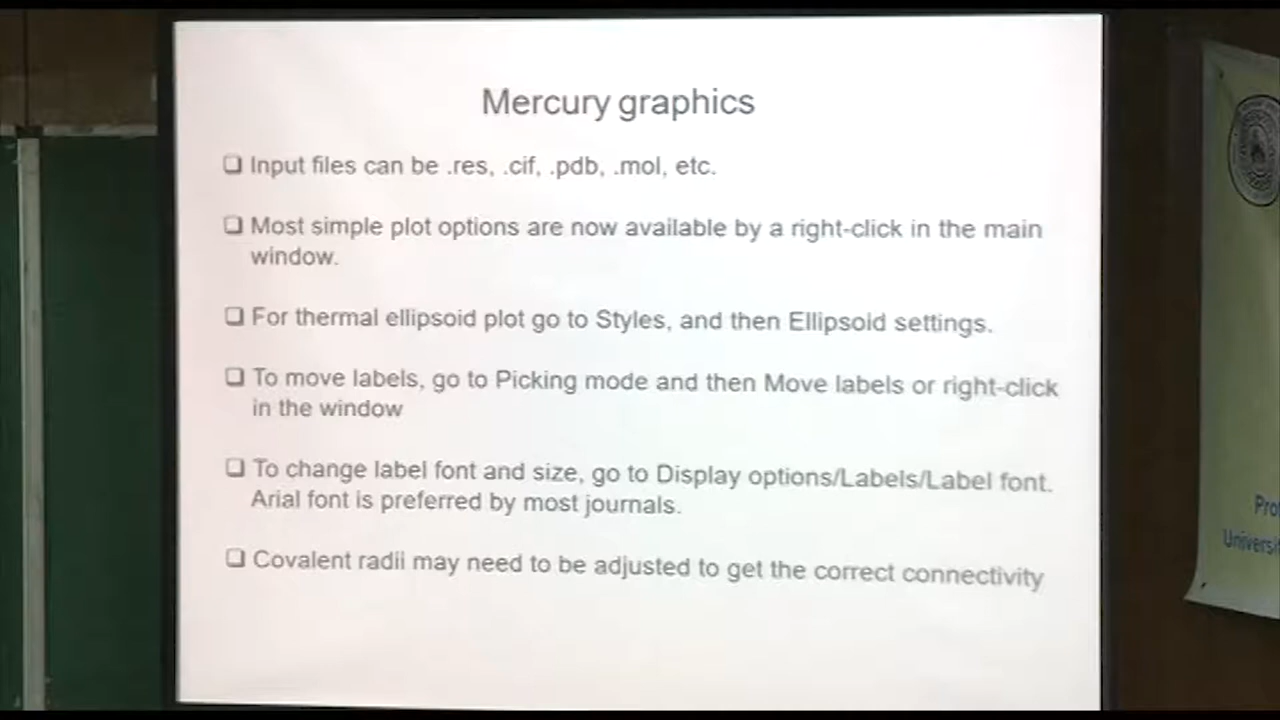 Mercury graphics
❑ Input files can be .res, .cif, .pdb, .mol, etc.
❑ Most simple plot options are now available by a right-click in the main
window.
❑ For thermal ellipsoid plot go to Styles, and then Ellipsoid settings.
❑ To move labels, go to Picking mode and then Move labels or right-click
in the window
❑ To change label font and size, go to Display options/Labels/Label font.
Arial font is preferred by most journals.
❑ Covalent radii may need to be adjusted to get the correct connectivity